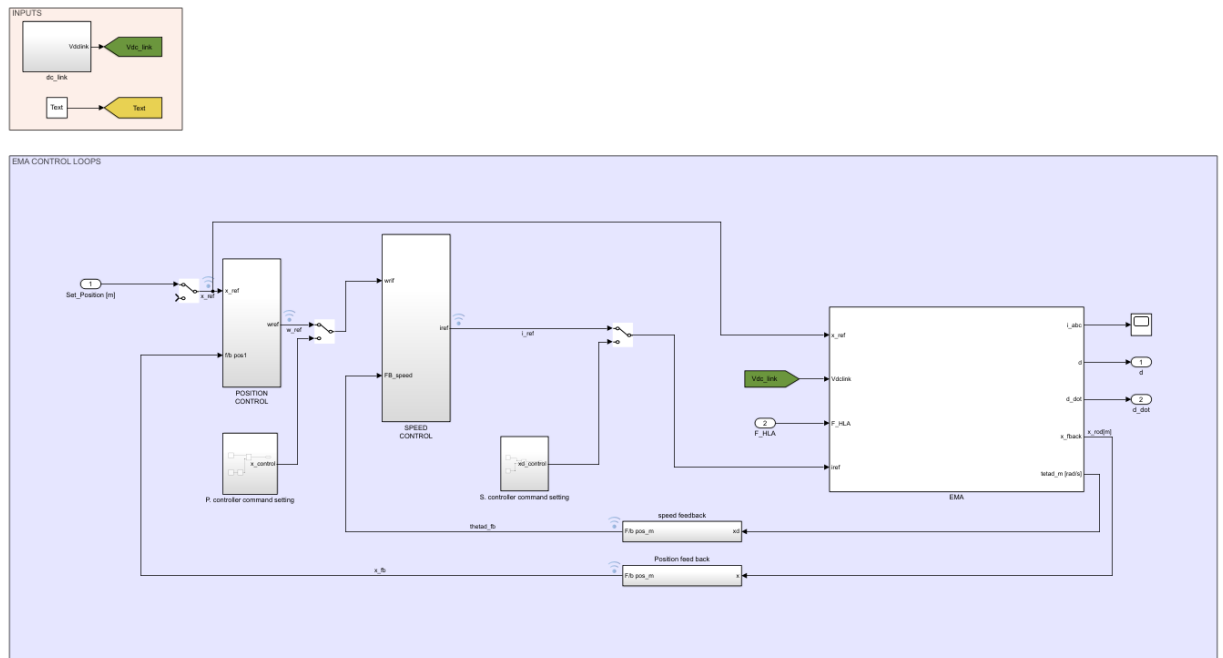 INPUTS
Vdclink
Vdc_link
dc_link
Text
Text
EMA CONTROL LOOPS
1
Set_Position [m]
x_ref
x_ref
wref
w_ref
f/b pos1
POSITION
CONTROL
wrif
iref
i_ref
FB_speed
SPEED
CONTROL
x_control
P. controller command setting
xd_control
S. controller command setting
x_ref
Vdc_link
Vdclink
2
F_HLA
F_HLA
iref
i_abc
d
1
d
d_dot
2
d_dot
x_fback
x_rod[m]
tetad_m [rad/s]
EMA
speed feedback
thetad_fb
F/b pos_m
xd
Position feed back
x_fb
F/b pos_m
x